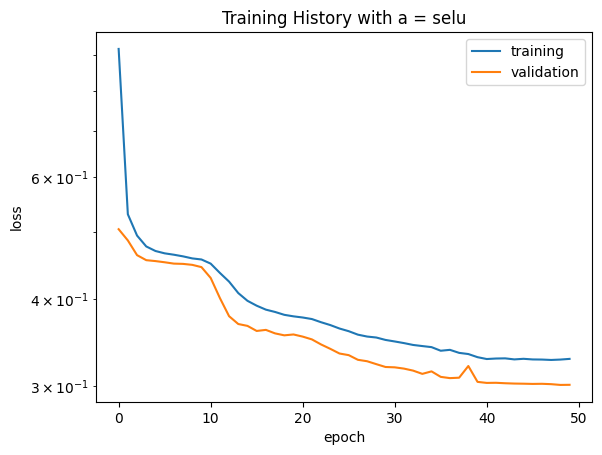 Training History with a = selu
training
validation
6 × 10⁻¹
4 × 10⁻¹
3 × 10⁻¹
loss
0 10 20 30 40 50
epoch